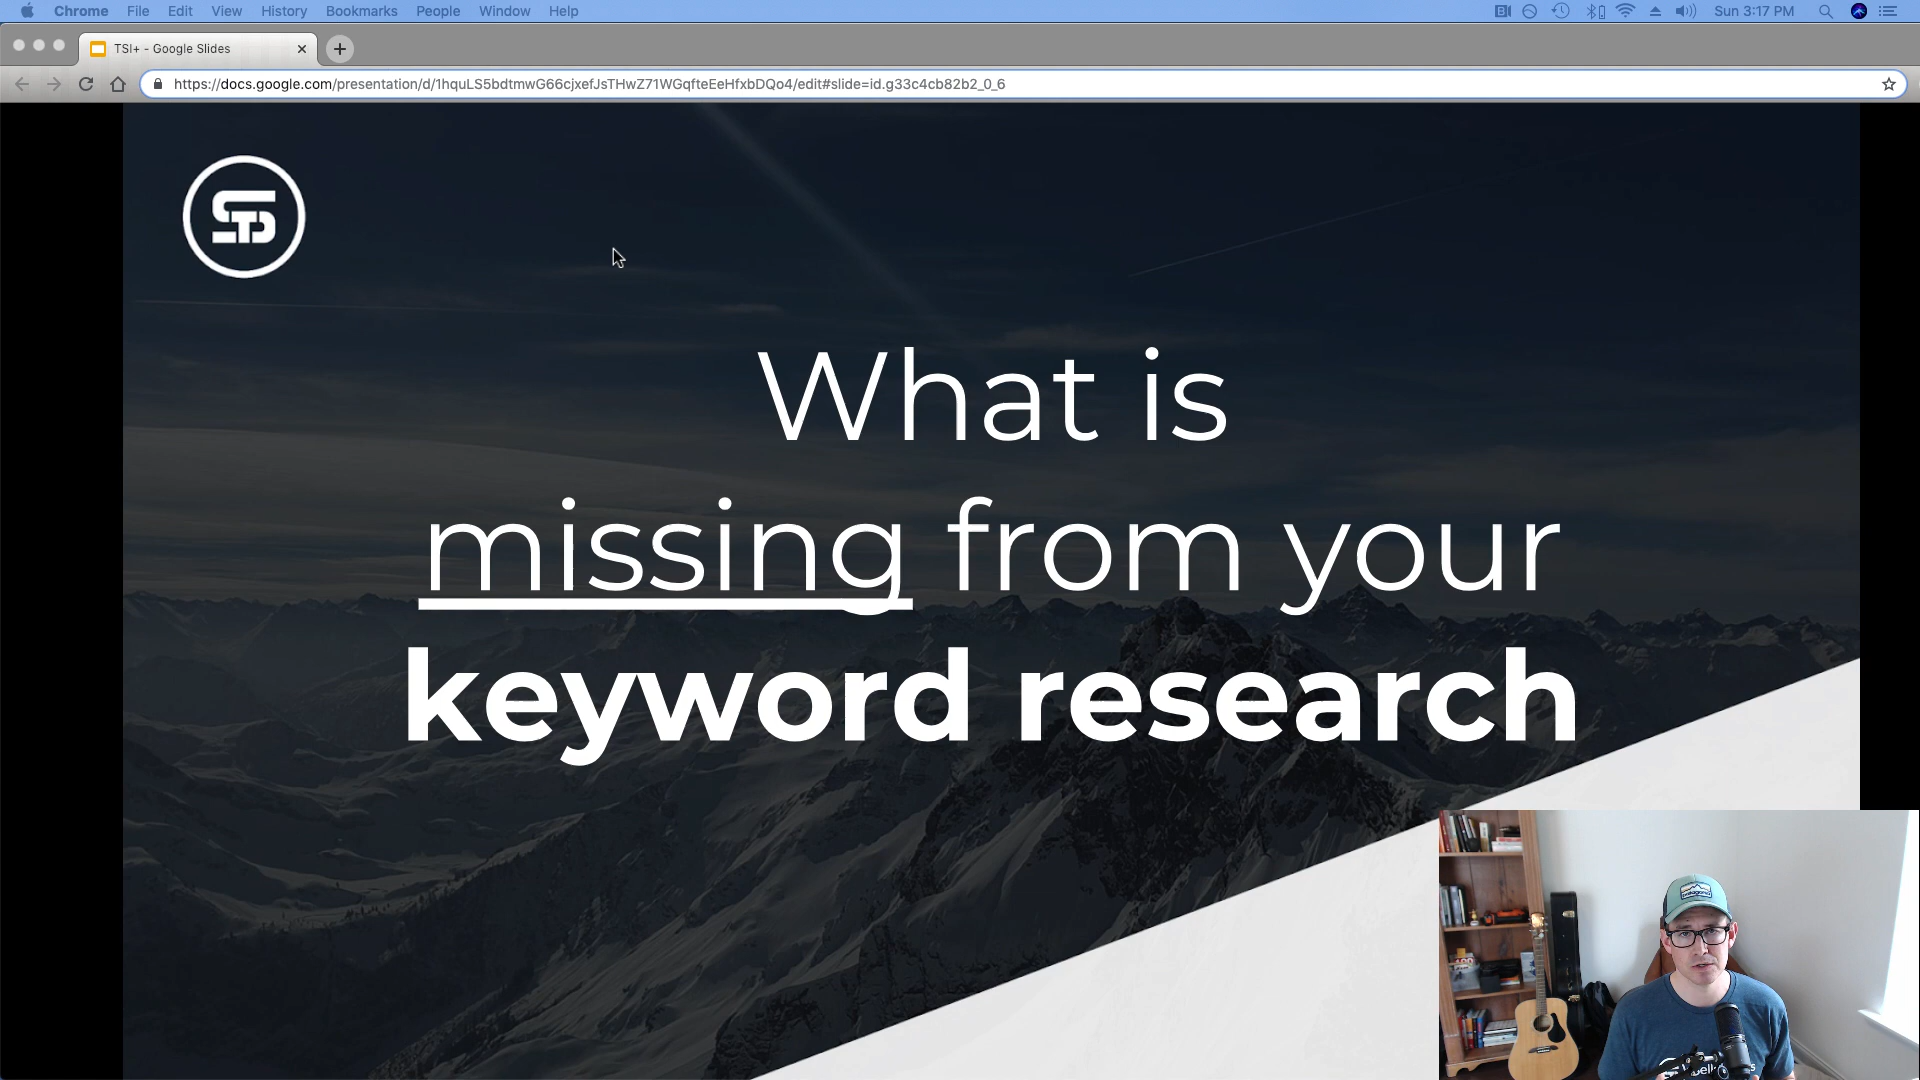 Chrome File Edit View History Bookmarks People Window Help Sun 3:17 PM
TSI+ - Google Slides
https://docs.google.com/presentation/d/1hquLS5bdtmwG66cjxefJsTHwZ71WGqfteEeHfxbDQo4/edit#slide=id.g33c4cb82b2_0_6
What is
missing from your
keyword research